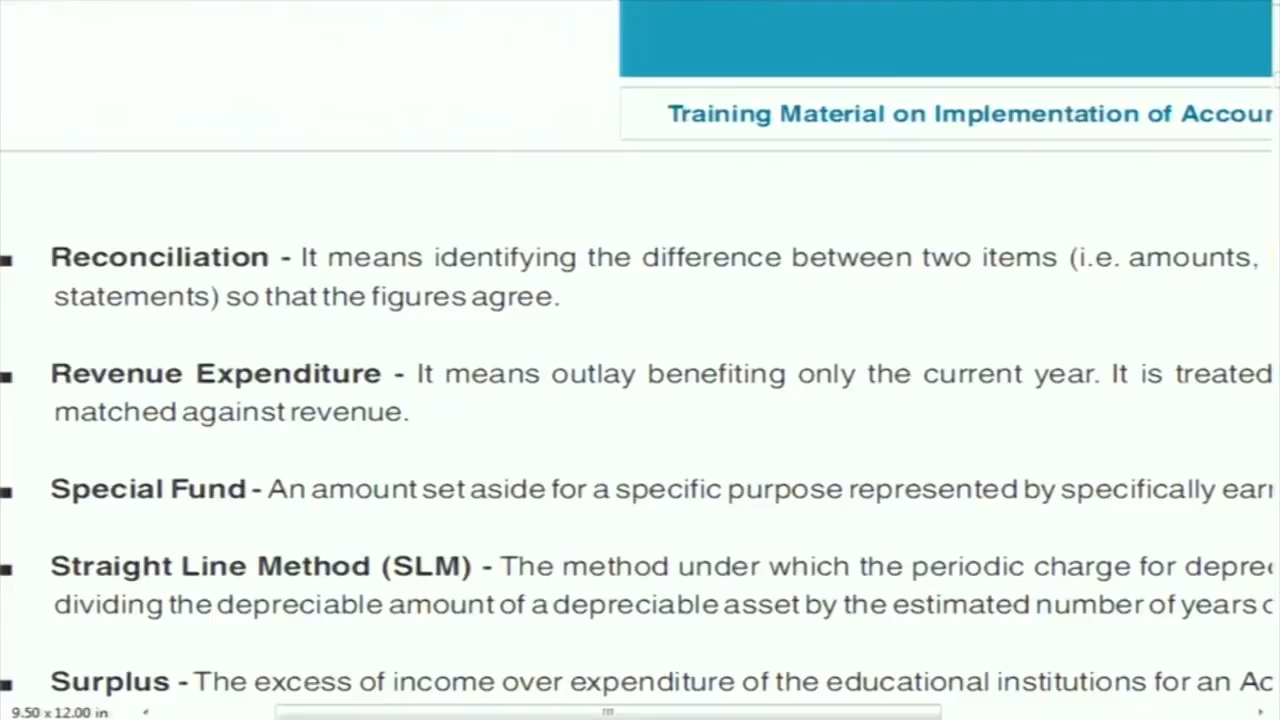 Training Material on Implementation of
Reconciliation - It means identifying the difference between two items (i.e. amounts,
statements) so that the figures agree.
Revenue Expenditure - It means outlay benefiting only the current year. It is treated
matched against revenue.
Special Fund - An amount set aside for a specific purpose represented by specifically
Straight Line Method (SLM) - The method under which the periodic charge for
dividing the depreciable amount of a depreciable asset by the estimated number of years
Surplus - The excess of income over expenditure of the educational institutions for an
9.50 x 12.00 in